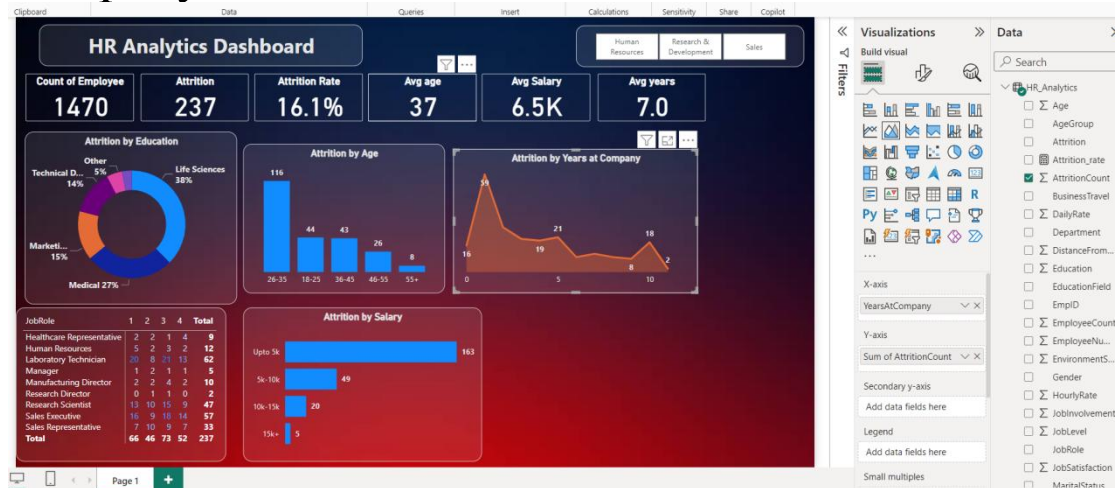 Clipboard Data Queries Insert Calculations Sensitivity Share Copilot
HR Analytics Dashboard
Human Resources
Research & Development
Sales
Count of Employee
1470
Attrition
237
Attrition Rate
16.1%
Avg age
37
Avg Salary
6.5K
Avg years
7.0
Attrition by Education
Other
5%
Technical D...
14%
Life Sciences
38%
Marketi...
15%
Medical 27%
Attrition by Age
116
44
43
26
8
26-35 18-25 36-45 46-55 55+
Attrition by Years at Company
59
16
19
21
8
18
2
0 5 10
JobRole 1 2 3 4 Total
Healthcare Representative 2 2 1 4 9
Human Resources 5 2 3 2 12
Laboratory Technician 20 8 21 13 62
Manager 1 2 1 1 5
Manufacturing Director 2 2 4 2 10
Research Director 0 1 1 0 2
Research Scientist 13 10 15 9 47
Sales Executive 16 9 18 14 57
Sales Representative 7 10 9 7 33
Total 66 46 73 52 237
Attrition by Salary
Upto 5k 163
5k-10k 49
10k-15k 20
15k+ 5
Page 1
Filters
Visualizations
Build visual
R
Py
X-axis
YearsAtCompany
Y-axis
Sum of AttritionCount
Secondary y-axis
Add data fields here
Legend
Add data fields here
Small multiples
Data
Search
HR_Analytics
Age
AgeGroup
Attrition
Attrition_rate
AttritionCount
BusinessTravel
DailyRate
Department
DistanceFrom...
Education
EducationField
EmpID
EmployeeCount
EmployeeNu...
EnvironmentS...
Gender
HourlyRate
JobInvolvement
JobLevel
JobRole
JobSatisfaction
MaritalStatus